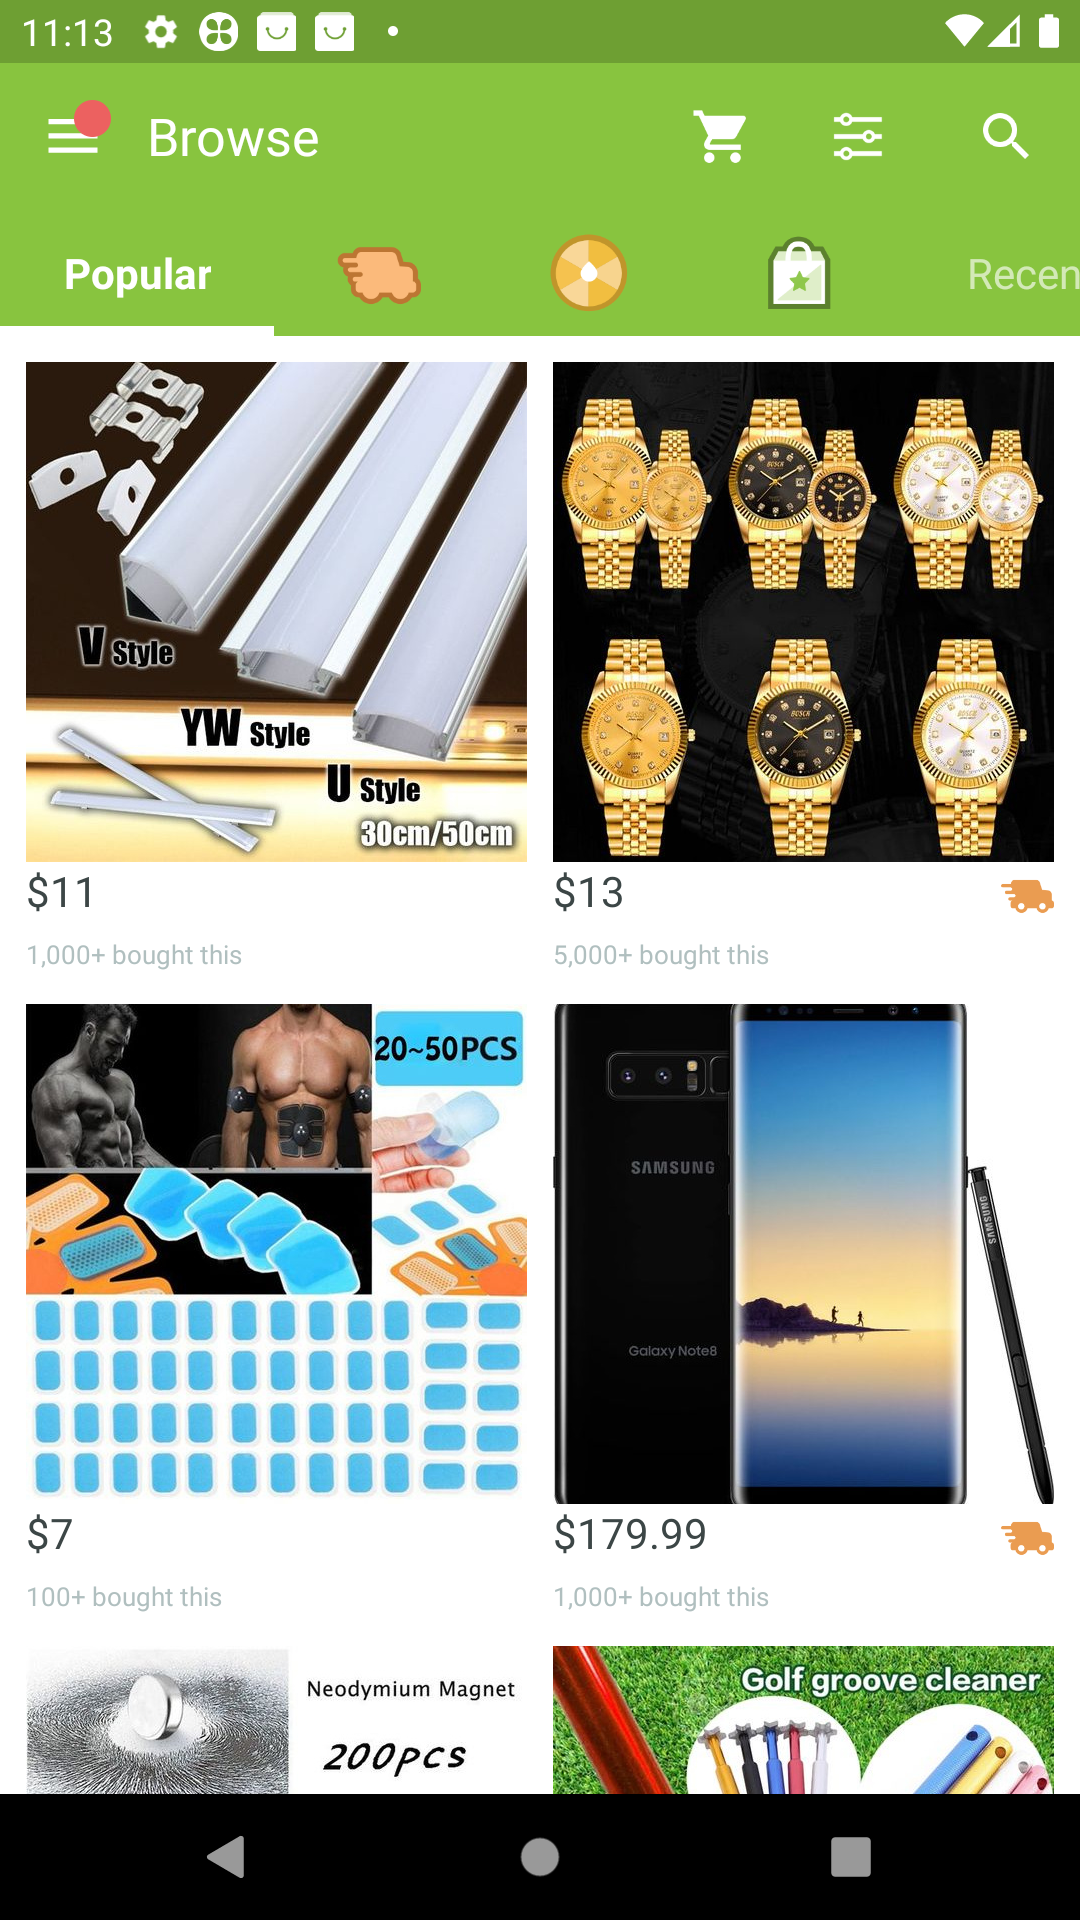 11:13
Browse
Popular
Recen
V Style
YW Style
U Style
30cm/50cm
$11
1,000+ bought this
BOSCK
BOSCK
$13
5,000+ bought this
20~50PCS
$7
100+ bought this
SAMSUNG
SAMSUNG
Galaxy Note8
$179.99
1,000+ bought this
Neodymium Magnet
200pcs
Golf groove cleaner